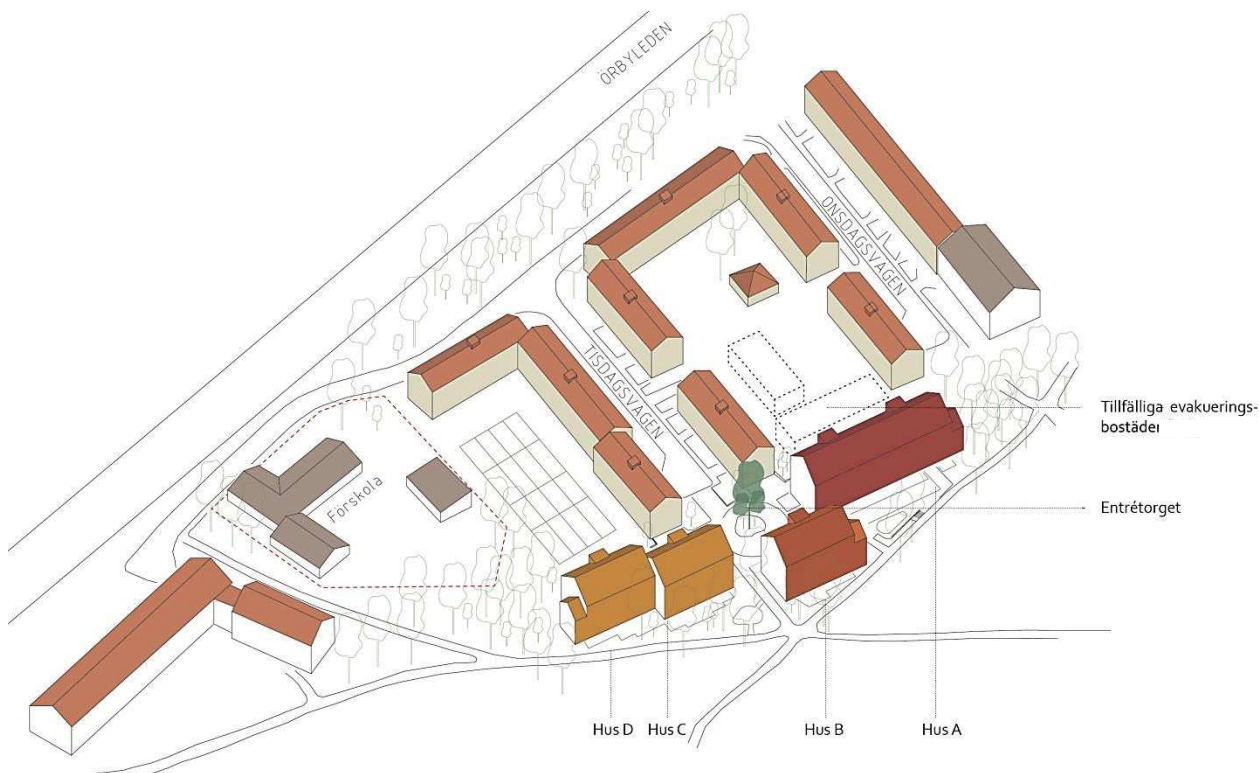 ÖRBYLEDEN
ONSDAGSVÄGEN
TISDAGSVÄGEN
Förskola
Tillfälliga evakuerings-
bostäder
Entrétorget
Hus D
Hus C
Hus B
Hus A